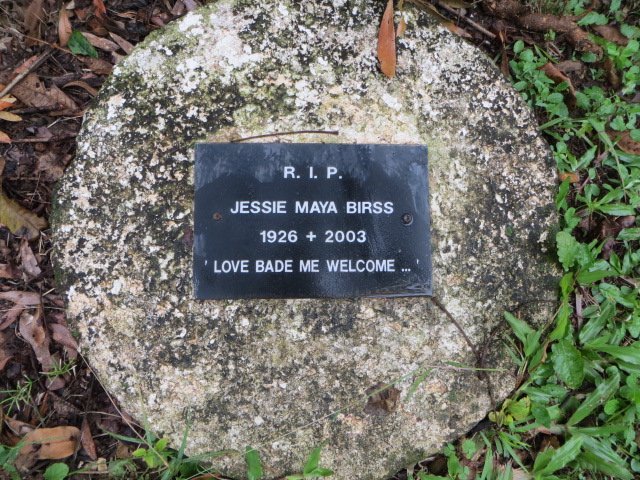 R. I. P.
JESSIE MAYA BIRSS
1926 + 2003
' LOVE BADE ME WELCOME ... '